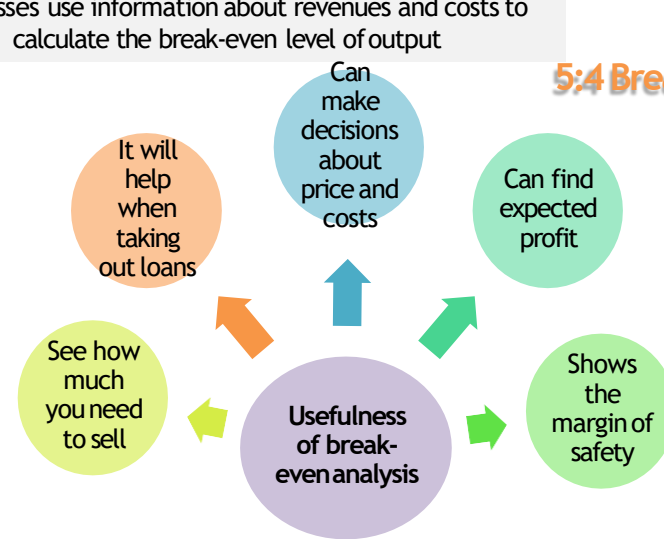 sses use information about revenues and costs to
calculate the break-even level of output
5:4 Brea
Can
make
decisions
about
price and
costs
It will
help
when
taking
out loans
Can find
expected
profit
See how
much
you need
to sell
Usefulness
of break-
even analysis
Shows
the
margin of
safety